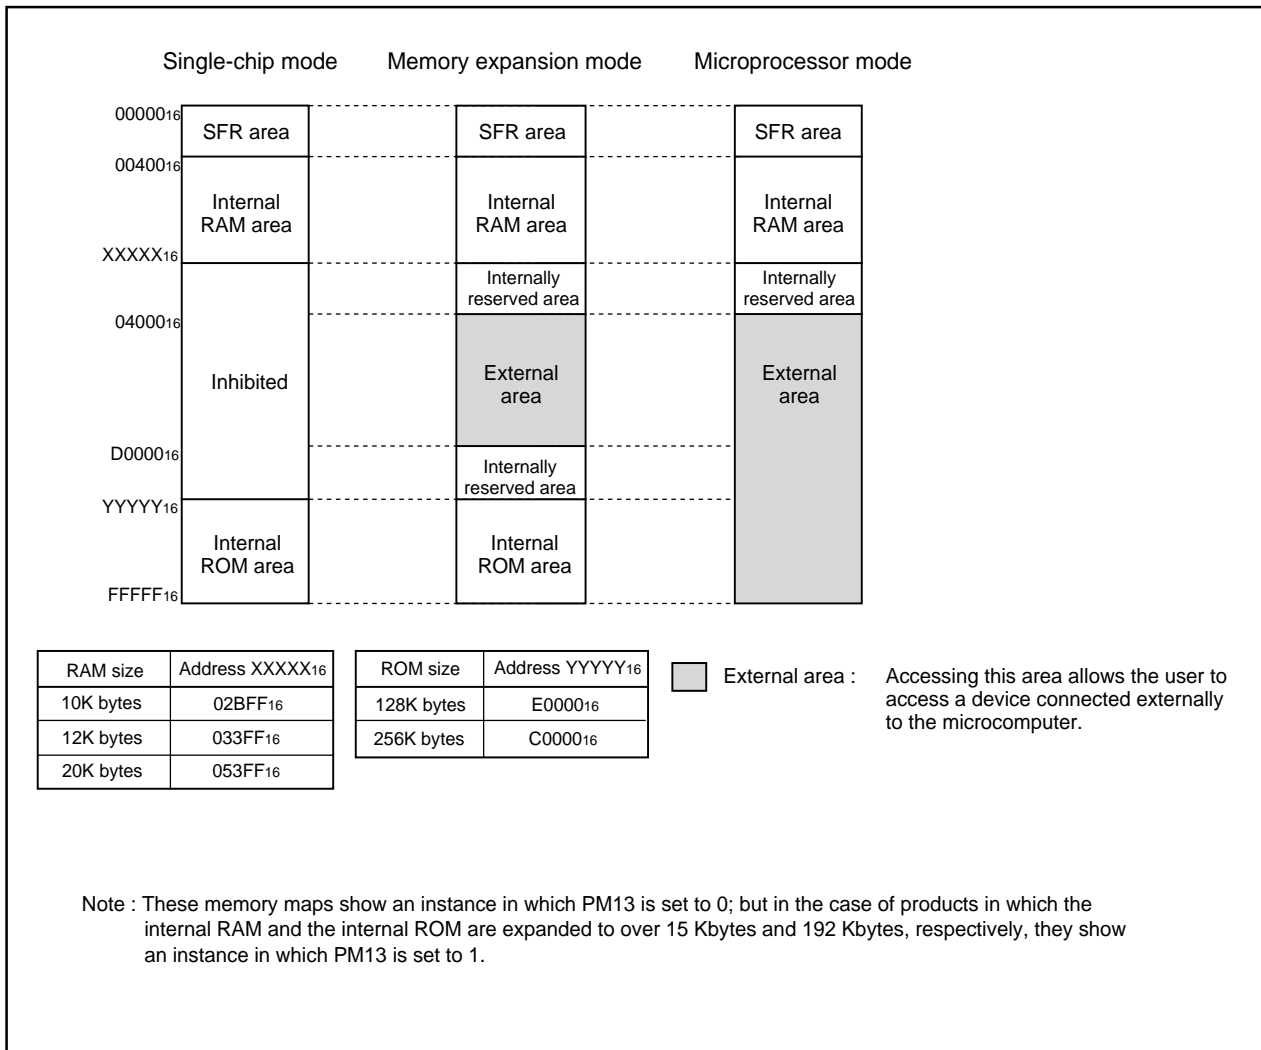 Single-chip mode
Memory expansion mode
Microprocessor mode
00000₁₆
SFR area
SFR area
SFR area
00400₁₆
Internal
RAM area
Internal
RAM area
Internal
RAM area
XXXXX₁₆
Internally
reserved area
Internally
reserved area
04000₁₆
Inhibited
External
area
External
area
D0000₁₆
Internally
reserved area
YYYYY₁₆
Internal
ROM area
Internal
ROM area
FFFFF₁₆
RAM size Address XXXXX₁₆
10K bytes 02BFF₁₆
12K bytes 033FF₁₆
20K bytes 053FF₁₆
ROM size Address YYYYY₁₆
128K bytes E0000₁₆
256K bytes C0000₁₆
External area : Accessing this area allows the user to
access a device connected externally
to the microcomputer.
Note : These memory maps show an instance in which PM13 is set to 0; but in the case of products in which the
internal RAM and the internal ROM are expanded to over 15 Kbytes and 192 Kbytes, respectively, they show
an instance in which PM13 is set to 1.